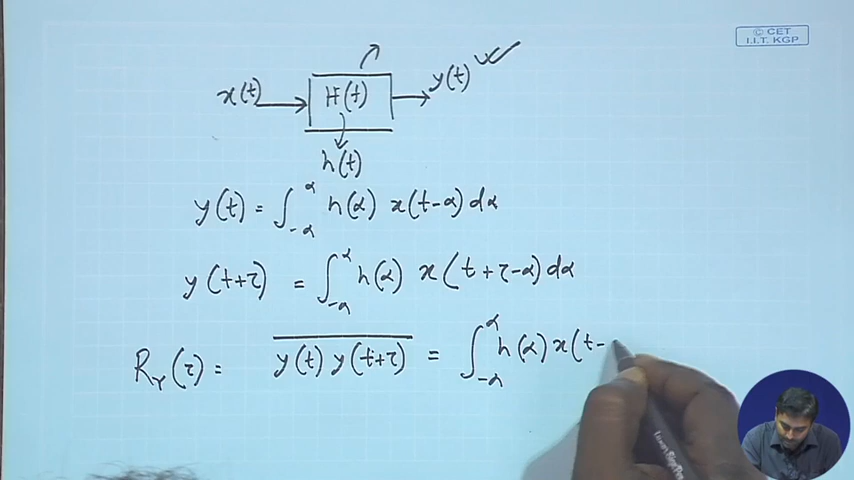 © CET
I.I.T. KGP
x(t) H(t) y(t)
h(t)
y(t) = ∫_{-∞}^{∞} h(α) x(t-α) dα
y(t+τ) = ∫_{-∞}^{∞} h(α) x(t+τ-α) dα
R_Y(τ) = \overline{y(t) y(t+τ)} = ∫_{-∞}^{∞} h(α) x(t-